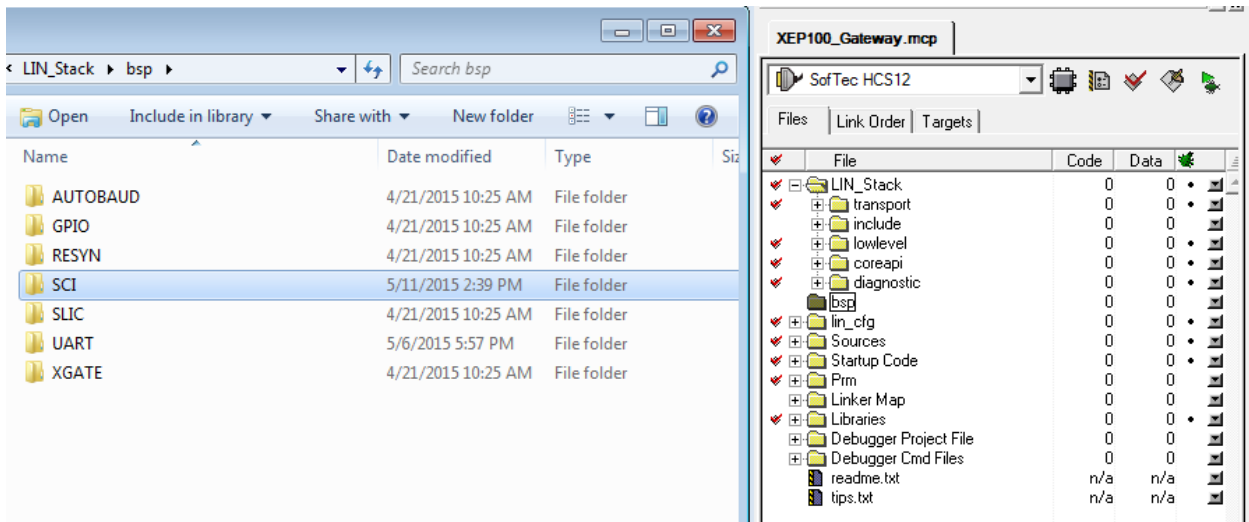 LIN_Stack bsp
Search bsp
Open Include in library Share with New folder
Name Date modified Type
AUTOBAUD 4/21/2015 10:25 AM File folder
GPIO 4/21/2015 10:25 AM File folder
RESYN 4/21/2015 10:25 AM File folder
SCI 5/11/2015 2:39 PM File folder
SLIC 4/21/2015 10:25 AM File folder
UART 5/6/2015 5:57 PM File folder
XGATE 4/21/2015 10:25 AM File folder
XEP100_Gateway.mcp
SofTec HCS12
Files Link Order Targets
File Code Data
LIN_Stack 0 0
transport 0 0
include 0 0
lowlevel 0 0
coreapi 0 0
diagnostic 0 0
bsp 0 0
lin_cfg 0 0
Sources 0 0
Startup Code 0 0
Prm 0 0
Linker Map 0 0
Libraries 0 0
Debugger Project File 0 0
Debugger Cmd Files 0 0
readme.txt n/a n/a
tips.txt n/a n/a